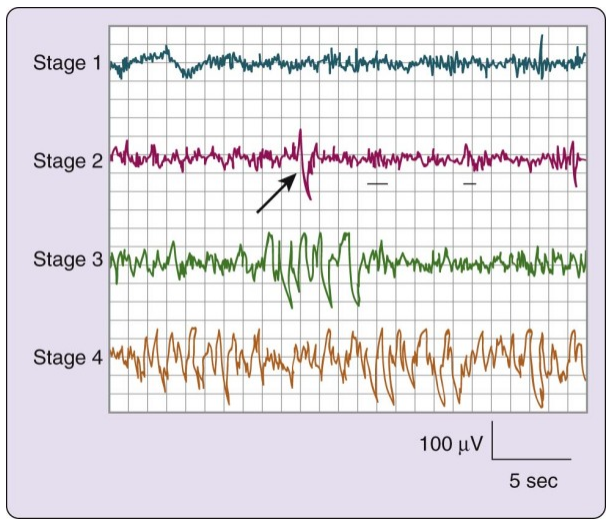 Stage 1
Stage 2
Stage 3
Stage 4
100 μV
5 sec